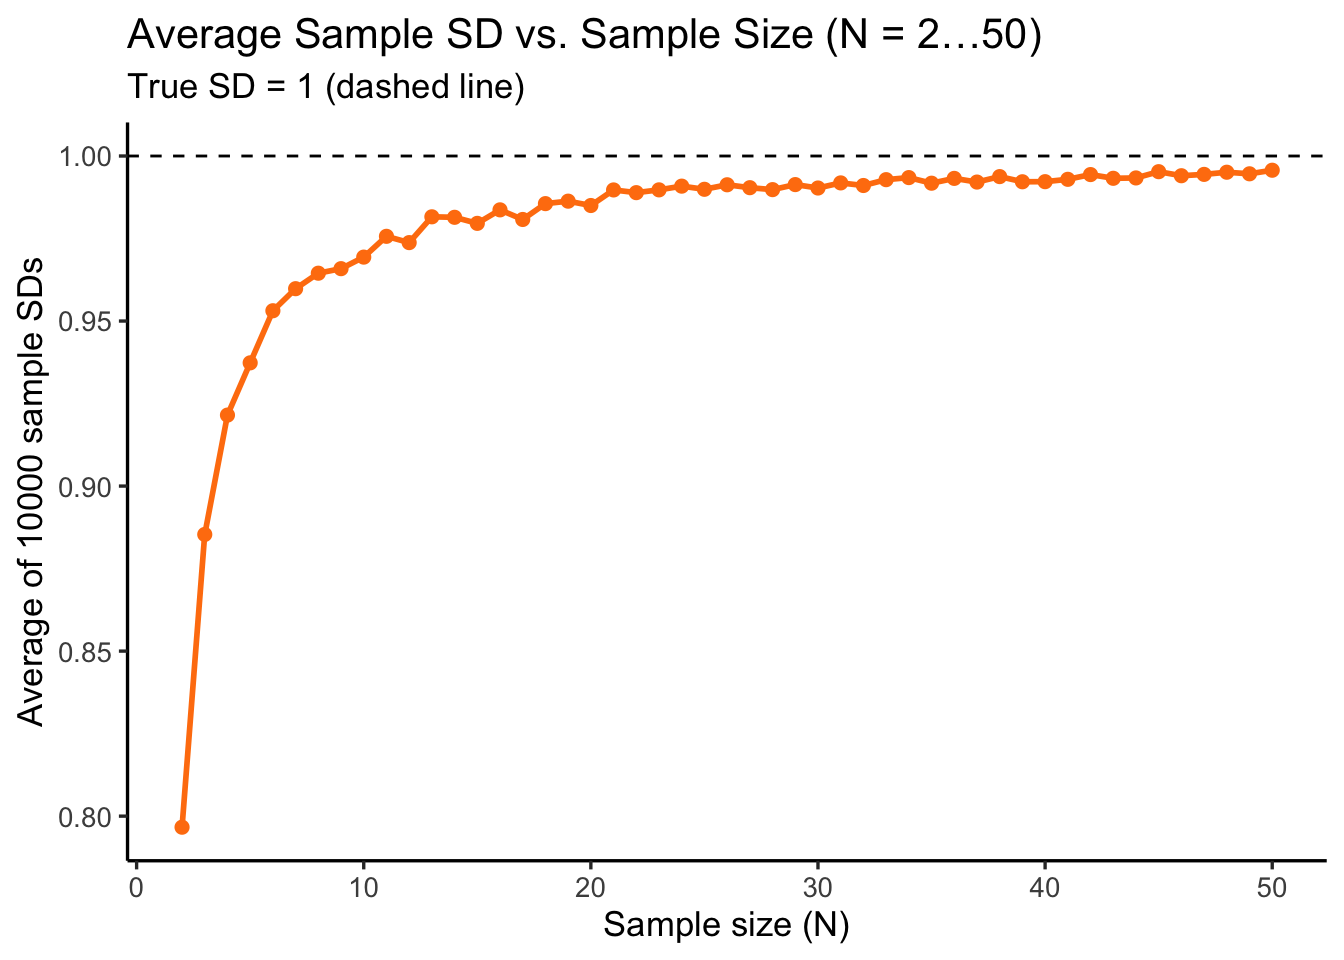 Average Sample SD vs. Sample Size (N = 2…50)
True SD = 1 (dashed line)
Average of 10000 sample SDs
1.00
0.95
0.90
0.85
0.80
0
10
20
30
40
50
Sample size (N)